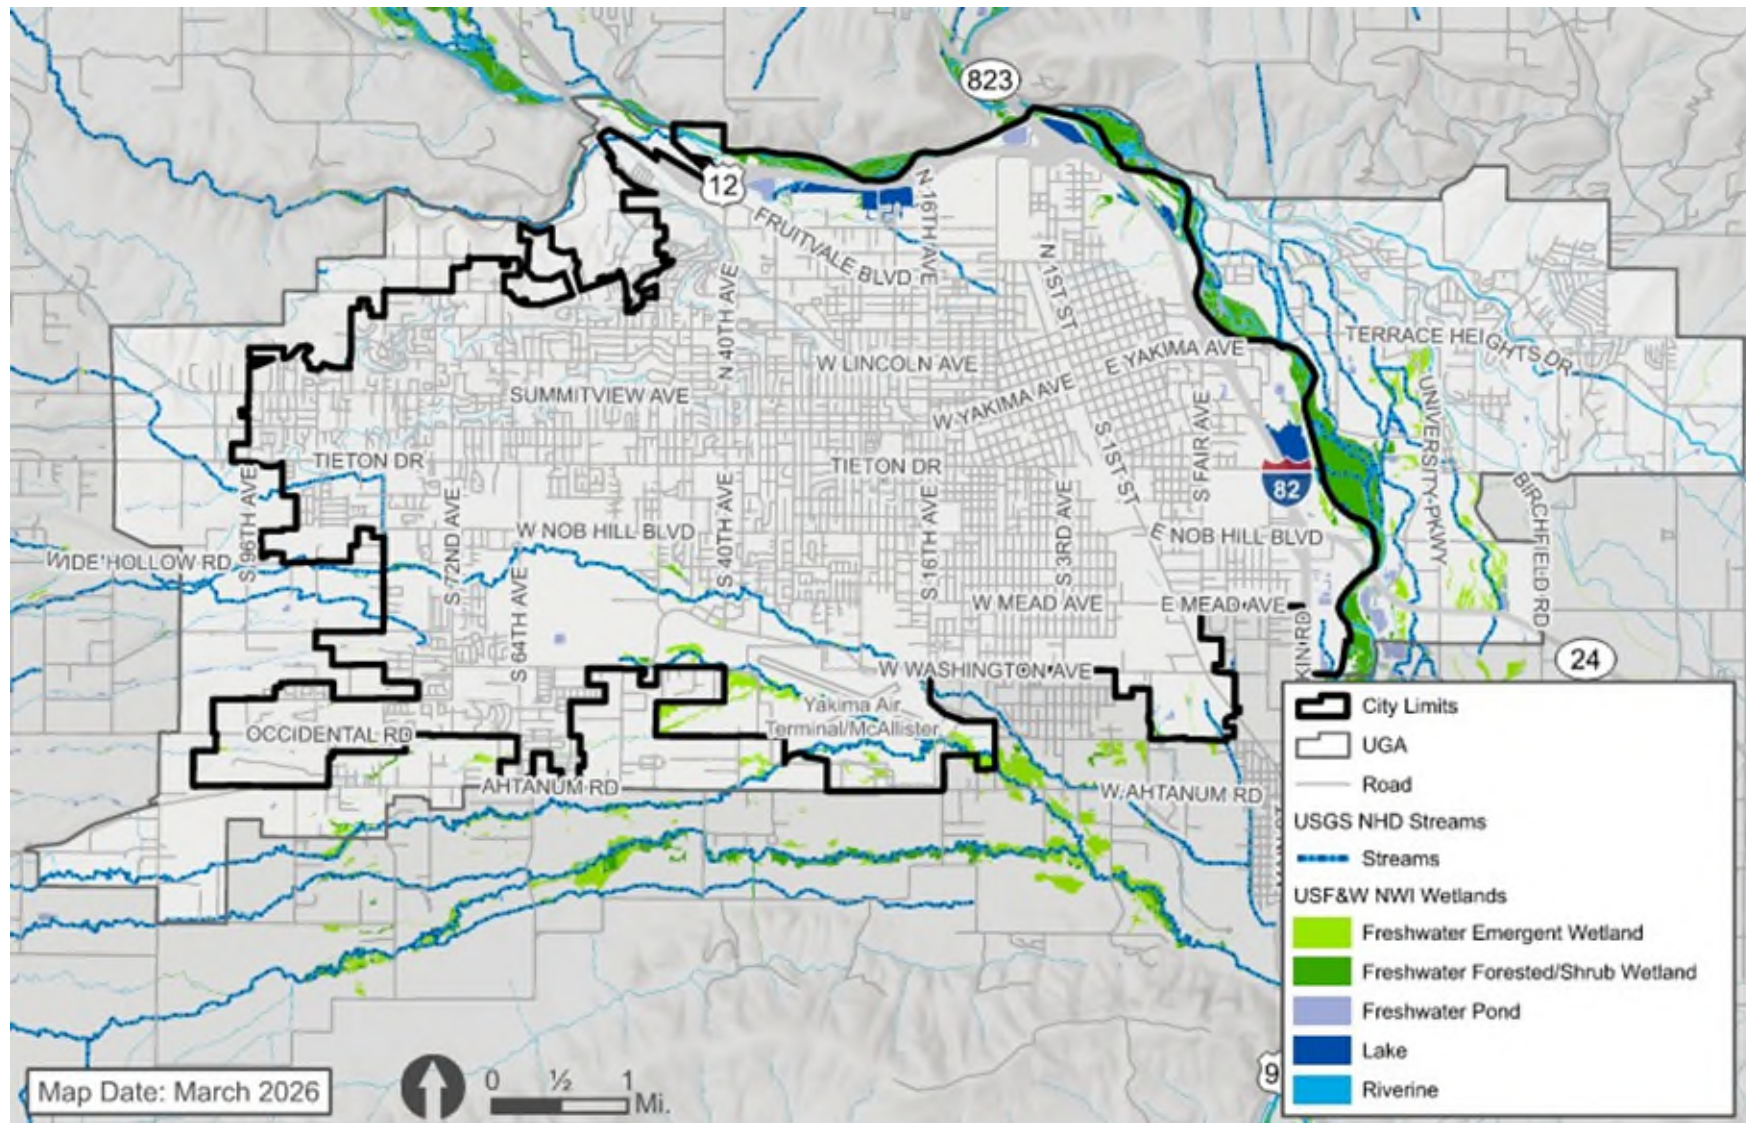 823
12
N 16TH AVE
FRUITVALE BLVD
N 40TH AVE
N 1ST ST
TERRACE HEIGHTS DR
W LINCOLN AVE
E YAKIMA AVE
SUMMITVIEW AVE
W YAKIMA AVE
UNIVERSITY PKWY
S FAIR AVE
S 1ST ST
TIETON DR
TIETON DR
82
BIRCHFIELD RD
S 96TH AVE
S 72ND AVE
W NOB HILL BLVD
S 40TH AVE
S 16TH AVE
S 3RD AVE
E NOB HILL BLVD
WIDE HOLLOW RD
S 64TH AVE
W MEAD AVE
E MEAD AVE
KIN RD
24
W WASHINGTON AVE
Yakima Air
Terminal/McAllister
OCCIDENTAL RD
AHTANUM RD
W AHTANUM RD
City Limits
UGA
Road
USGS NHD Streams
Streams
USF&W NWI Wetlands
Freshwater Emergent Wetland
Freshwater Forested/Shrub Wetland
Freshwater Pond
Lake
Riverine
9
Map Date: March 2026
0 ½ 1
Mi.